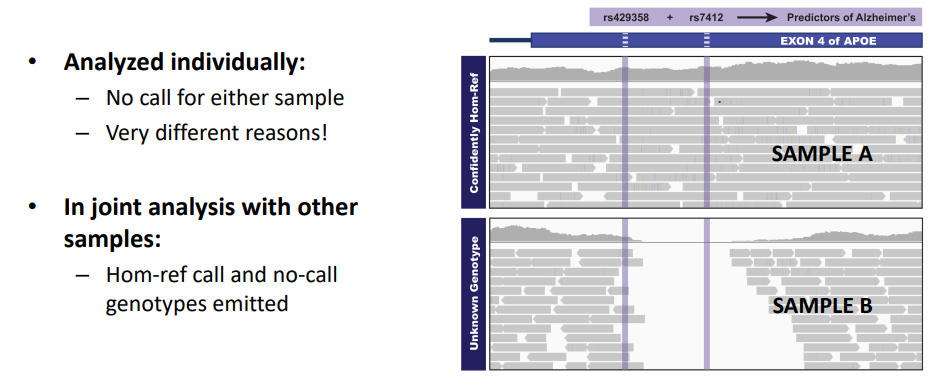 • Analyzed individually:
– No call for either sample
– Very different reasons!
• In joint analysis with other
samples:
– Hom-ref call and no-call
genotypes emitted
rs429358 + rs7412 → Predictors of Alzheimer's
EXON 4 of APOE
Confidently Hom-Ref
SAMPLE A
Unknown Genotype
SAMPLE B